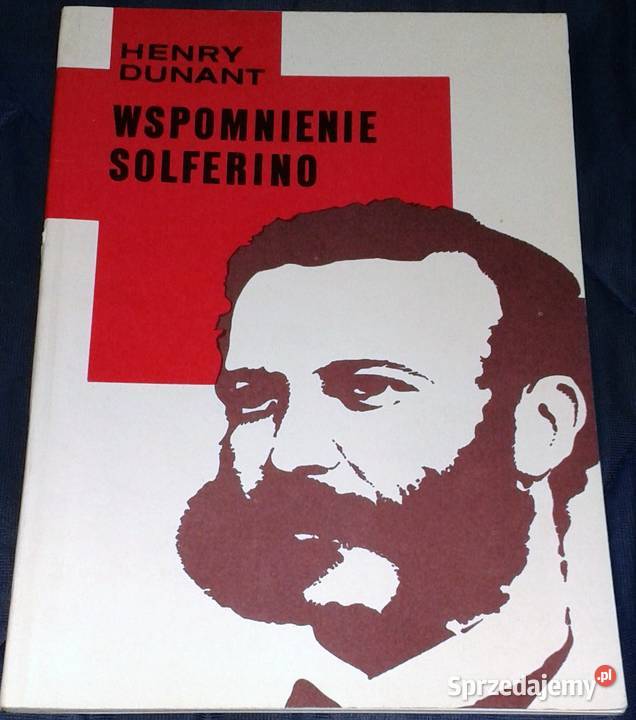 HENRY
DUNANT
WSPOMNIENIE
SOLFERINO
Sprzedajemy.pl